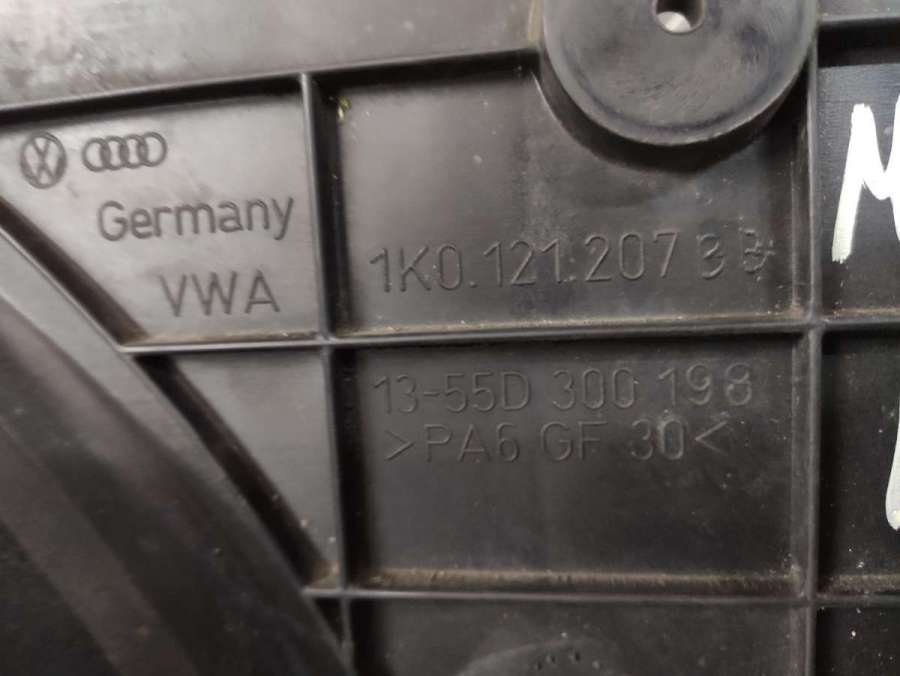 Germany
VWA
1K0.121.207 B B
13-55D 300 198
>PA6 GF 30<